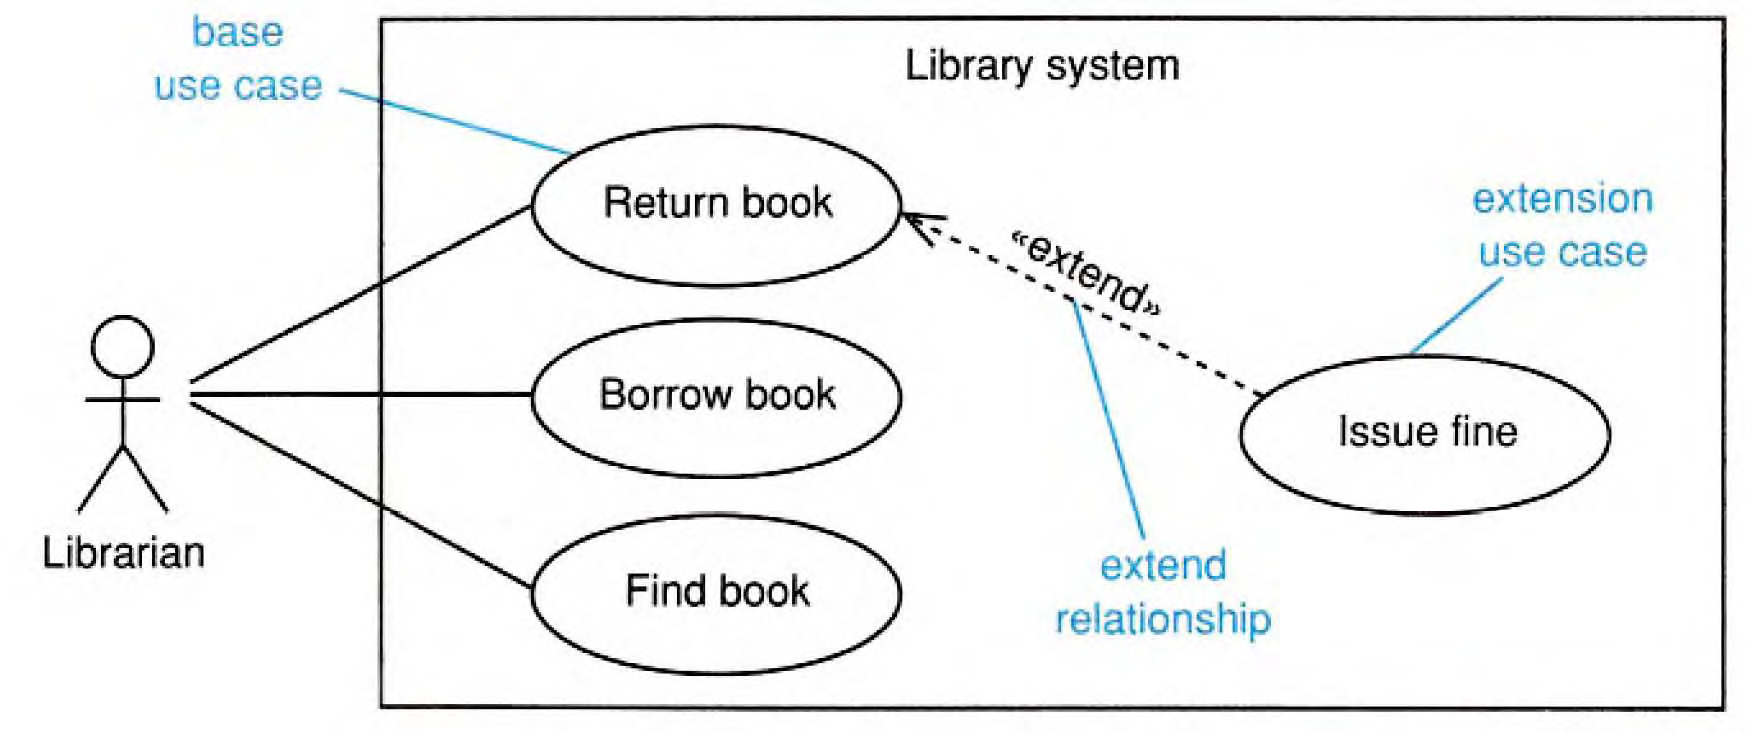 base
use case
Library system
Return book
«extend»
extension
use case
Borrow book
Issue fine
Librarian
Find book
extend
relationship